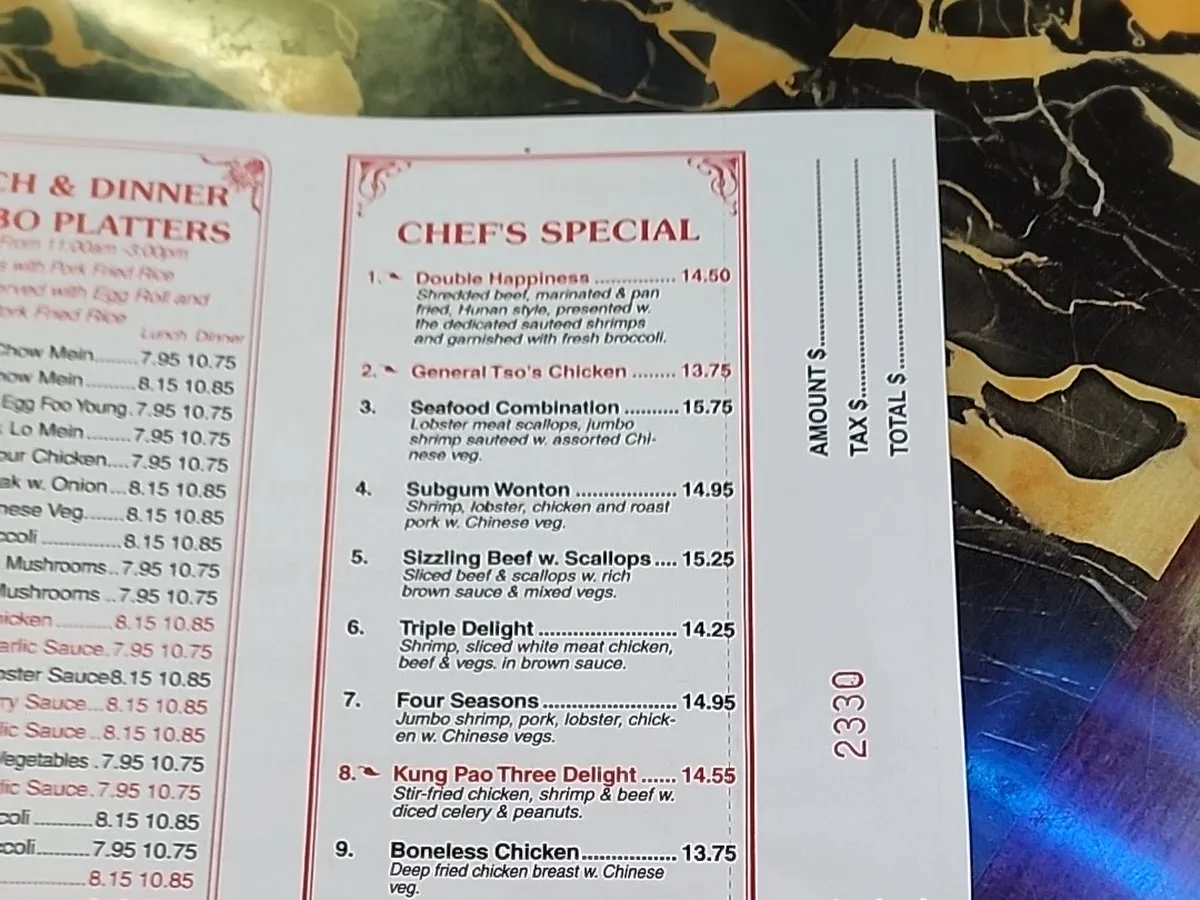 CH & DINNER
BO PLATTERS
From 11:00am -3:00pm
s with Pork Fried Rice
erved with Egg Roll and
Pork Fried Rice
Lunch Dinner
Chow Mein........7.95 10.75
how Mein.........8.15 10.85
Egg Foo Young.7.95 10.75
Lo Mein........7.95 10.75
our Chicken....7.95 10.75
ak w. Onion...8.15 10.85
nese Veg.......8.15 10.85
ccoli ..............8.15 10.85
Mushrooms..7.95 10.75
Mushrooms ..7.95 10.75
hicken ..........8.15 10.85
arlic Sauce.7.95 10.75
bster Sauce8.15 10.85
ry Sauce...8.15 10.85
lic Sauce..8.15 10.85
Vegetables .7.95 10.75
lic Sauce.7.95 10.75
coli ..........8.15 10.85
coli..........7.95 10.75
..............8.15 10.85
CHEF'S SPECIAL
1. Double Happiness .............. 14.50
Shredded beef, marinated & pan
fried, Hunan style, presented w.
the dedicated sauteed shrimps
and garnished with fresh broccoli.
2. General Tso's Chicken ........ 13.75
3. Seafood Combination .......... 15.75
Lobster meat scallops, jumbo
shrimp sauteed w. assorted Chi-
nese veg.
4. Subgum Wonton ................... 14.95
Shrimp, lobster, chicken and roast
pork w. Chinese veg.
5. Sizzling Beef w. Scallops.... 15.25
Sliced beef & scallops w. rich
brown sauce & mixed vegs.
6. Triple Delight ......................... 14.25
Shrimp, sliced white meat chicken,
beef & vegs. in brown sauce.
7. Four Seasons ........................ 14.95
Jumbo shrimp, pork, lobster, chick-
en w. Chinese vegs.
8. Kung Pao Three Delight ...... 14.55
Stir-fried chicken, shrimp & beef w.
diced celery & peanuts.
9. Boneless Chicken ................. 13.75
Deep fried chicken breast w. Chinese
veg.
AMOUNT $
TAX $
TOTAL $
2330